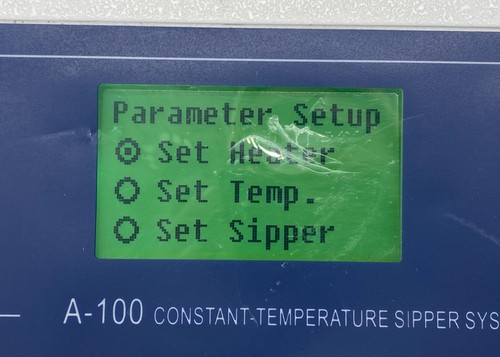 Parameter Setup
Set Heater
Set Temp.
Set Sipper
A-100 CONSTANT-TEMPERATURE SIPPER SYS